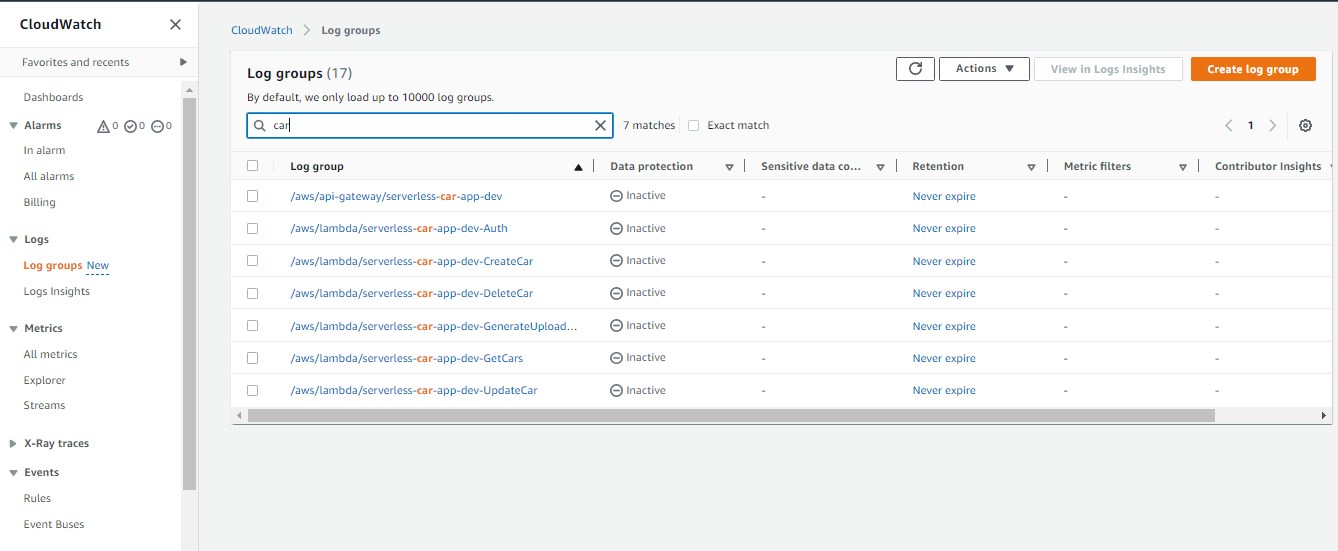 CloudWatch
Favorites and recents
Dashboards
Alarms 0 0 0
In alarm
All alarms
Billing
Logs
Log groups New
Logs Insights
Metrics
All metrics
Explorer
Streams
X-Ray traces
Events
Rules
Event Buses
CloudWatch > Log groups
Log groups (17)
Actions
View in Logs Insights
Create log group
By default, we only load up to 10000 log groups.
car
7 matches
Exact match
1
Log group Data protection Sensitive data co... Retention Metric filters Contributor Insights
/aws/api-gateway/serverless-car-app-dev Inactive - Never expire - -
/aws/lambda/serverless-car-app-dev-Auth Inactive - Never expire - -
/aws/lambda/serverless-car-app-dev-CreateCar Inactive - Never expire - -
/aws/lambda/serverless-car-app-dev-DeleteCar Inactive - Never expire - -
/aws/lambda/serverless-car-app-dev-GenerateUpload... Inactive - Never expire - -
/aws/lambda/serverless-car-app-dev-GetCars Inactive - Never expire - -
/aws/lambda/serverless-car-app-dev-UpdateCar Inactive - Never expire - -